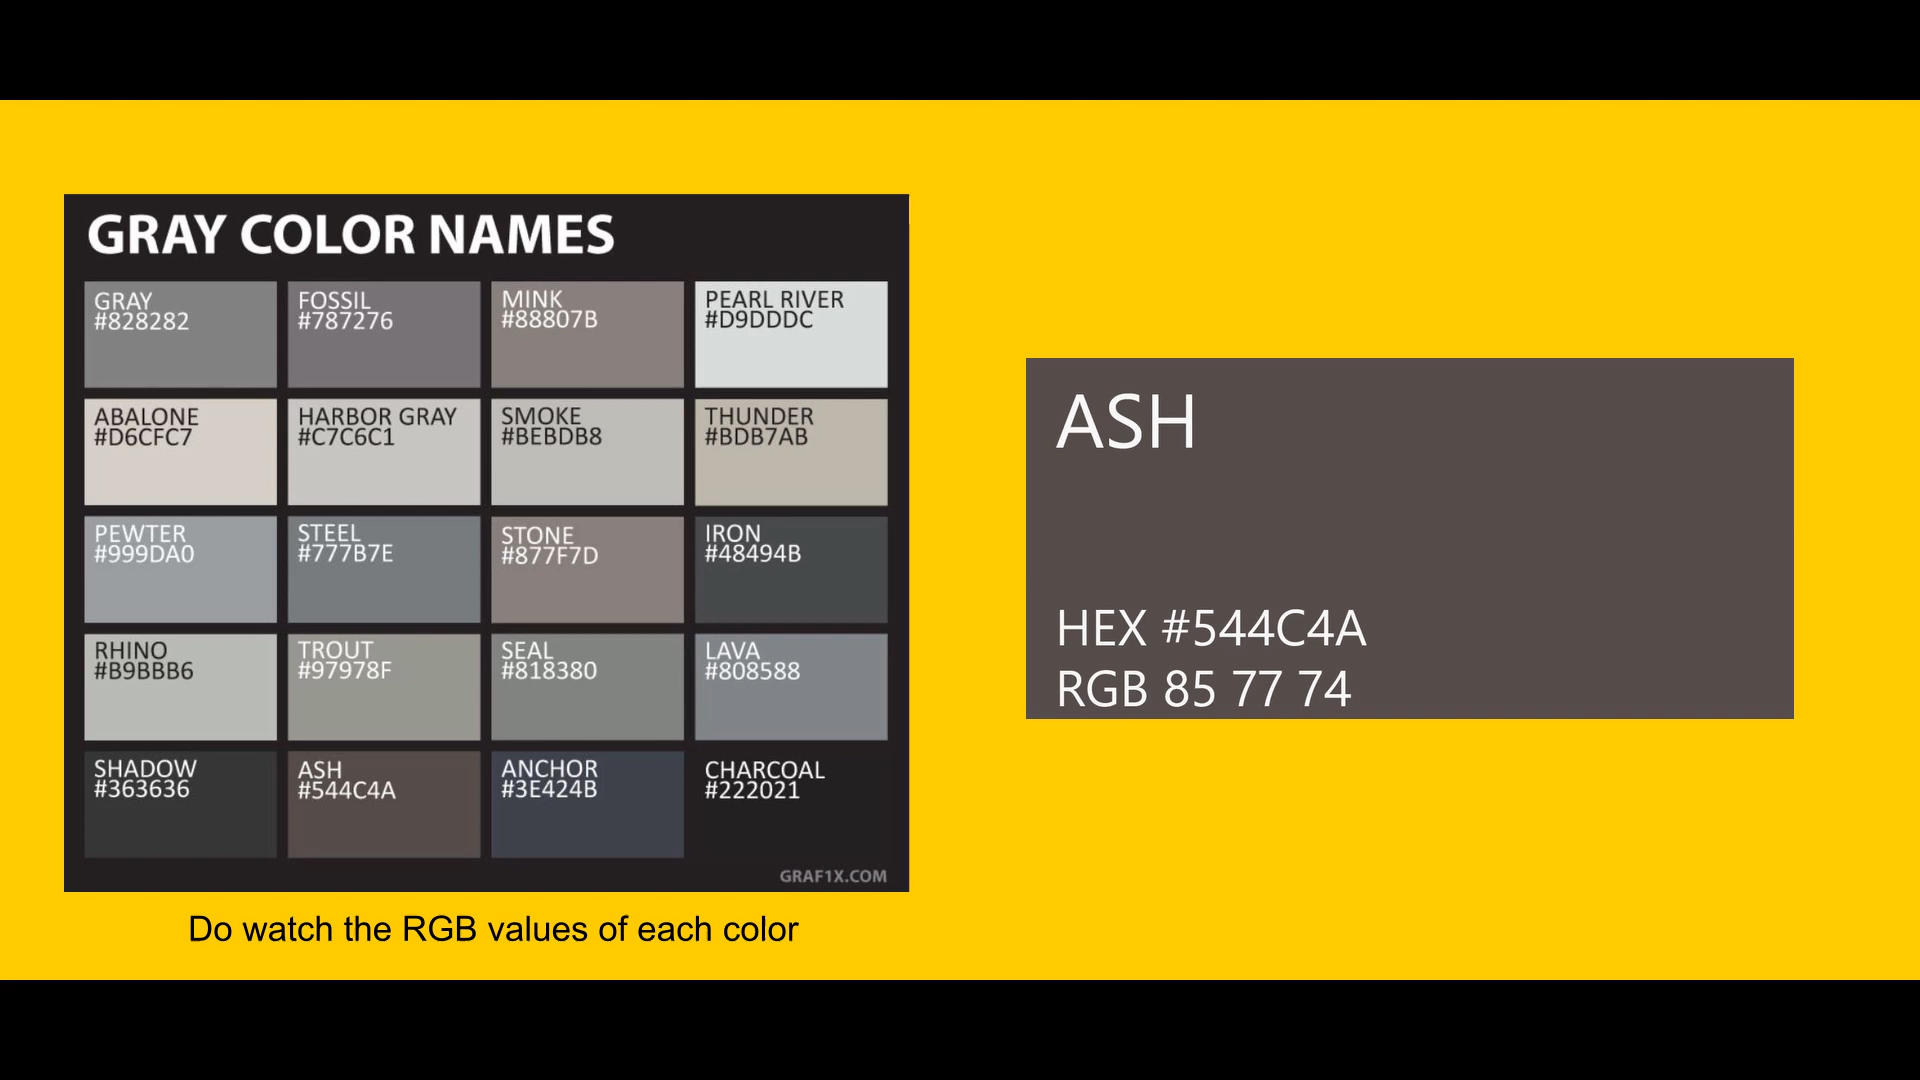 GRAY COLOR NAMES
GRAY
#828282
FOSSIL
#787276
MINK
#88807B
PEARL RIVER
#D9DDDC
ABALONE
#D6CFC7
HARBOR GRAY
#C7C6C1
SMOKE
#BEBDB8
THUNDER
#BDB7AB
PEWTER
#999DA0
STEEL
#777B7E
STONE
#877F7D
IRON
#48494B
RHINO
#B9BBB6
TROUT
#97978F
SEAL
#818380
LAVA
#808588
SHADOW
#363636
ASH
#544C4A
ANCHOR
#3E424B
CHARCOAL
#222021
GRAF1X.COM
Do watch the RGB values of each color
ASH
HEX #544C4A
RGB 85 77 74